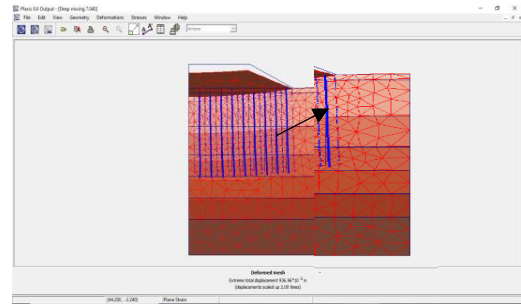 Plaxis 8.6 Output - [Deep mixing 7.040]
File Edit View Geometry Deformations Stresses Window Help
Deformed mesh
Extreme total displacement 936.96*10⁻³ m
(displacements scaled up 2.00 times)
Plane Strain